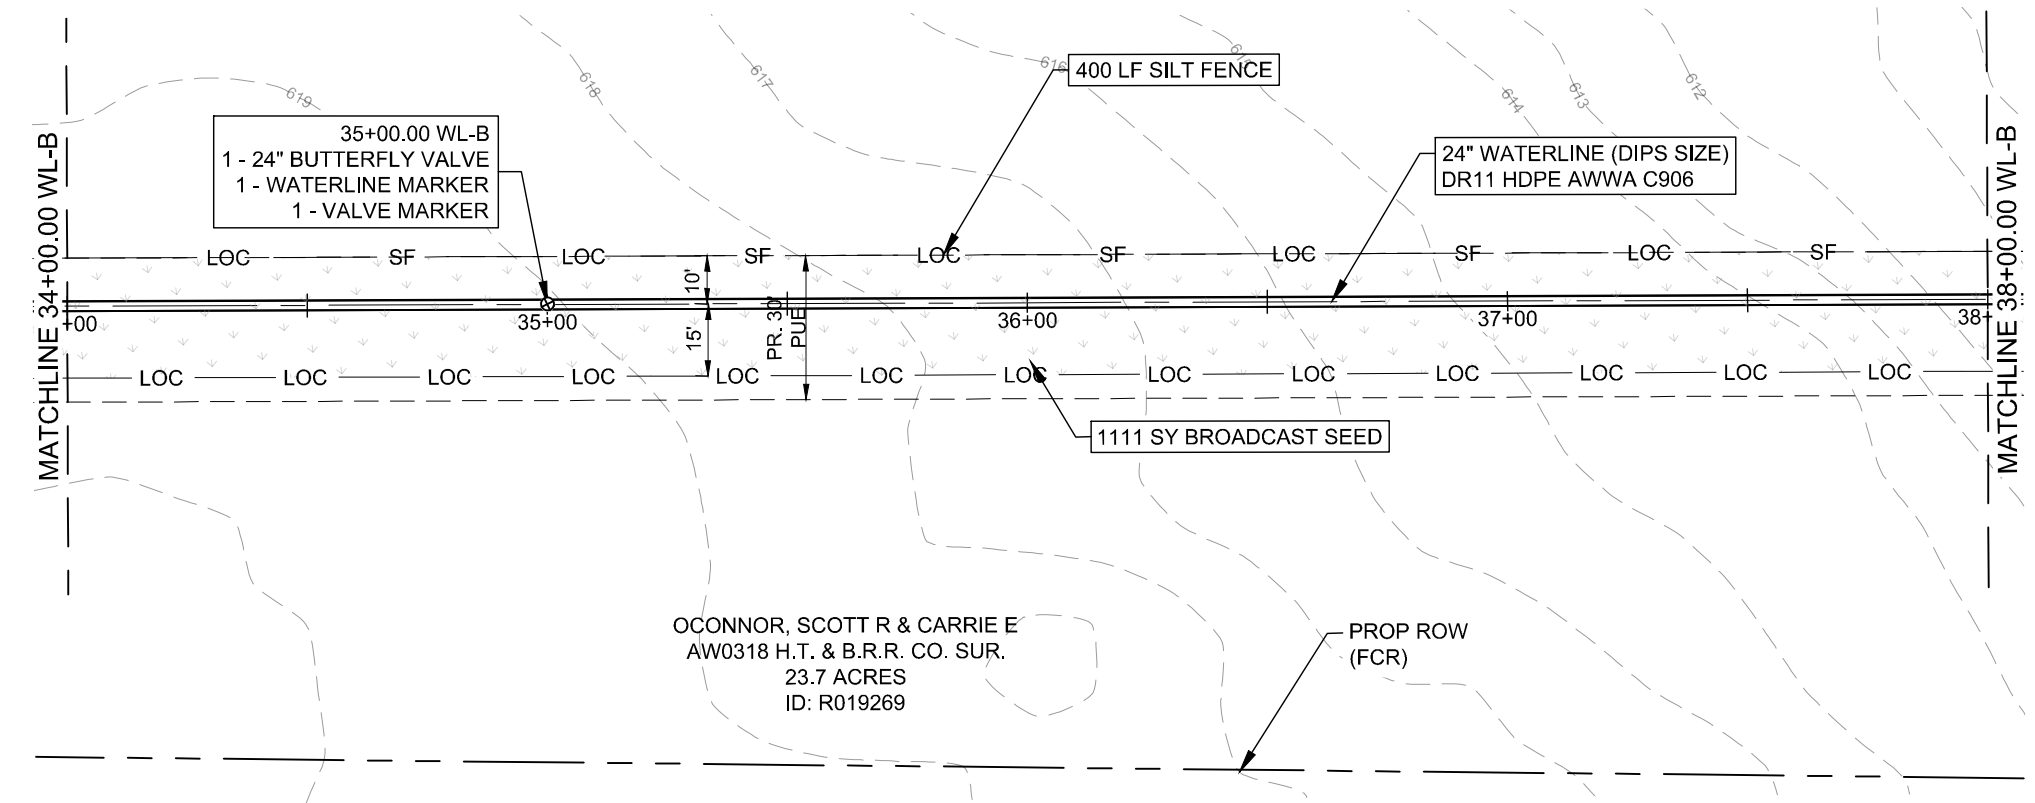 619
618
617
616
614
613
612
400 LF SILT FENCE
35+00.00 WL-B
1 - 24" BUTTERFLY VALVE
1 - WATERLINE MARKER
1 - VALVE MARKER
24" WATERLINE (DIPS SIZE)
DR11 HDPE AWWA C906
MATCHLINE 34+00.00 WL-B
MATCHLINE 38+00.00 WL-B
LOC SF LOC SF LOC SF LOC SF LOC SF
10'
+00 35+00 36+00 37+00 38+
15'
PR. 30'
PUE
LOC LOC LOC LOC LOC LOC LOC LOC LOC LOC LOC LOC LOC
1111 SY BROADCAST SEED
OCONNOR, SCOTT R & CARRIE E
AW0318 H.T. & B.R.R. CO. SUR.
23.7 ACRES
ID: R019269
PROP ROW
(FCR)